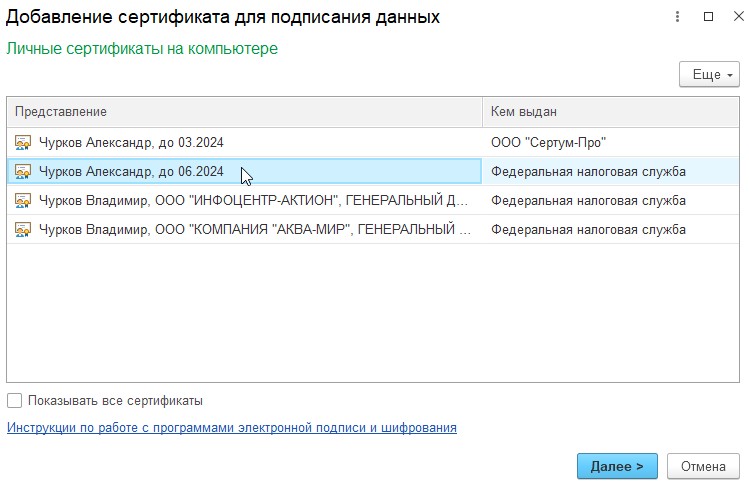 Добавление сертификата для подписания данных
Личные сертификаты на компьютере
Еще
Представление Кем выдан
Чурков Александр, до 03.2024 ООО "Сертум-Про"
Чурков Александр, до 06.2024 Федеральная налоговая служба
Чурков Владимир, ООО "ИНФОЦЕНТР-АКТИОН", ГЕНЕРАЛЬНЫЙ Д... Федеральная налоговая служба
Чурков Владимир, ООО "КОМПАНИЯ "АКВА-МИР", ГЕНЕРАЛЬНЫЙ ... Федеральная налоговая служба
Показывать все сертификаты
Инструкции по работе с программами электронной подписи и шифрования
Далее > Отмена